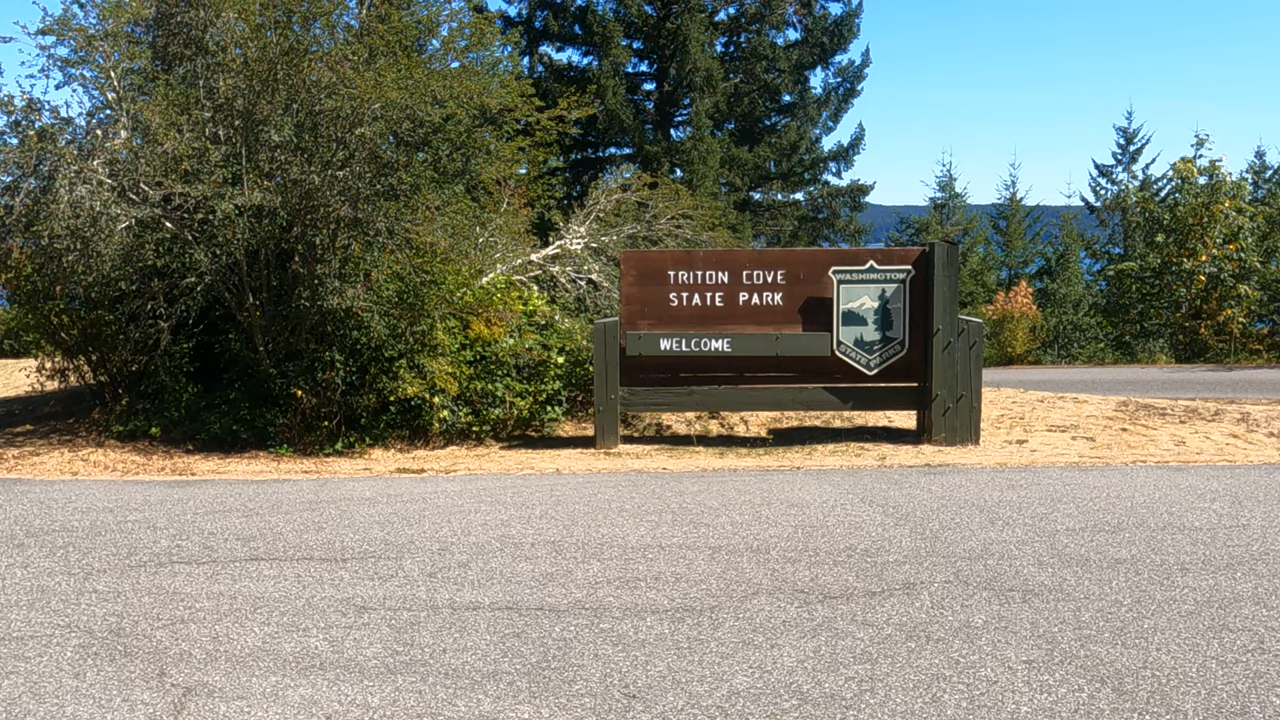 TRITON COVE
STATE PARK
WELCOME
WASHINGTON
STATE PARKS